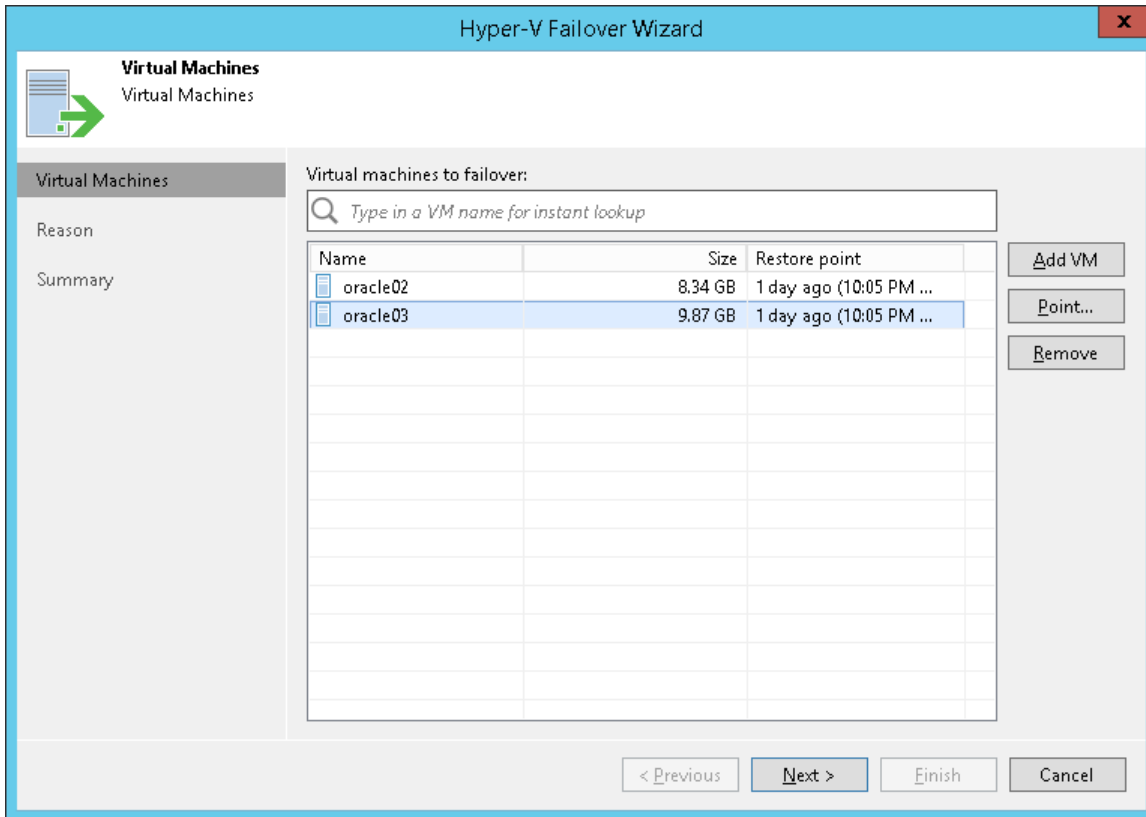 Hyper-V Failover Wizard
x
Virtual Machines
Virtual Machines
Virtual Machines
Reason
Summary
Virtual machines to failover:
Type in a VM name for instant lookup
Name Size Restore point
oracle02 8.34 GB 1 day ago (10:05 PM ...
oracle03 9.87 GB 1 day ago (10:05 PM ...
Add VM
Point...
Remove
< Previous Next > Finish Cancel